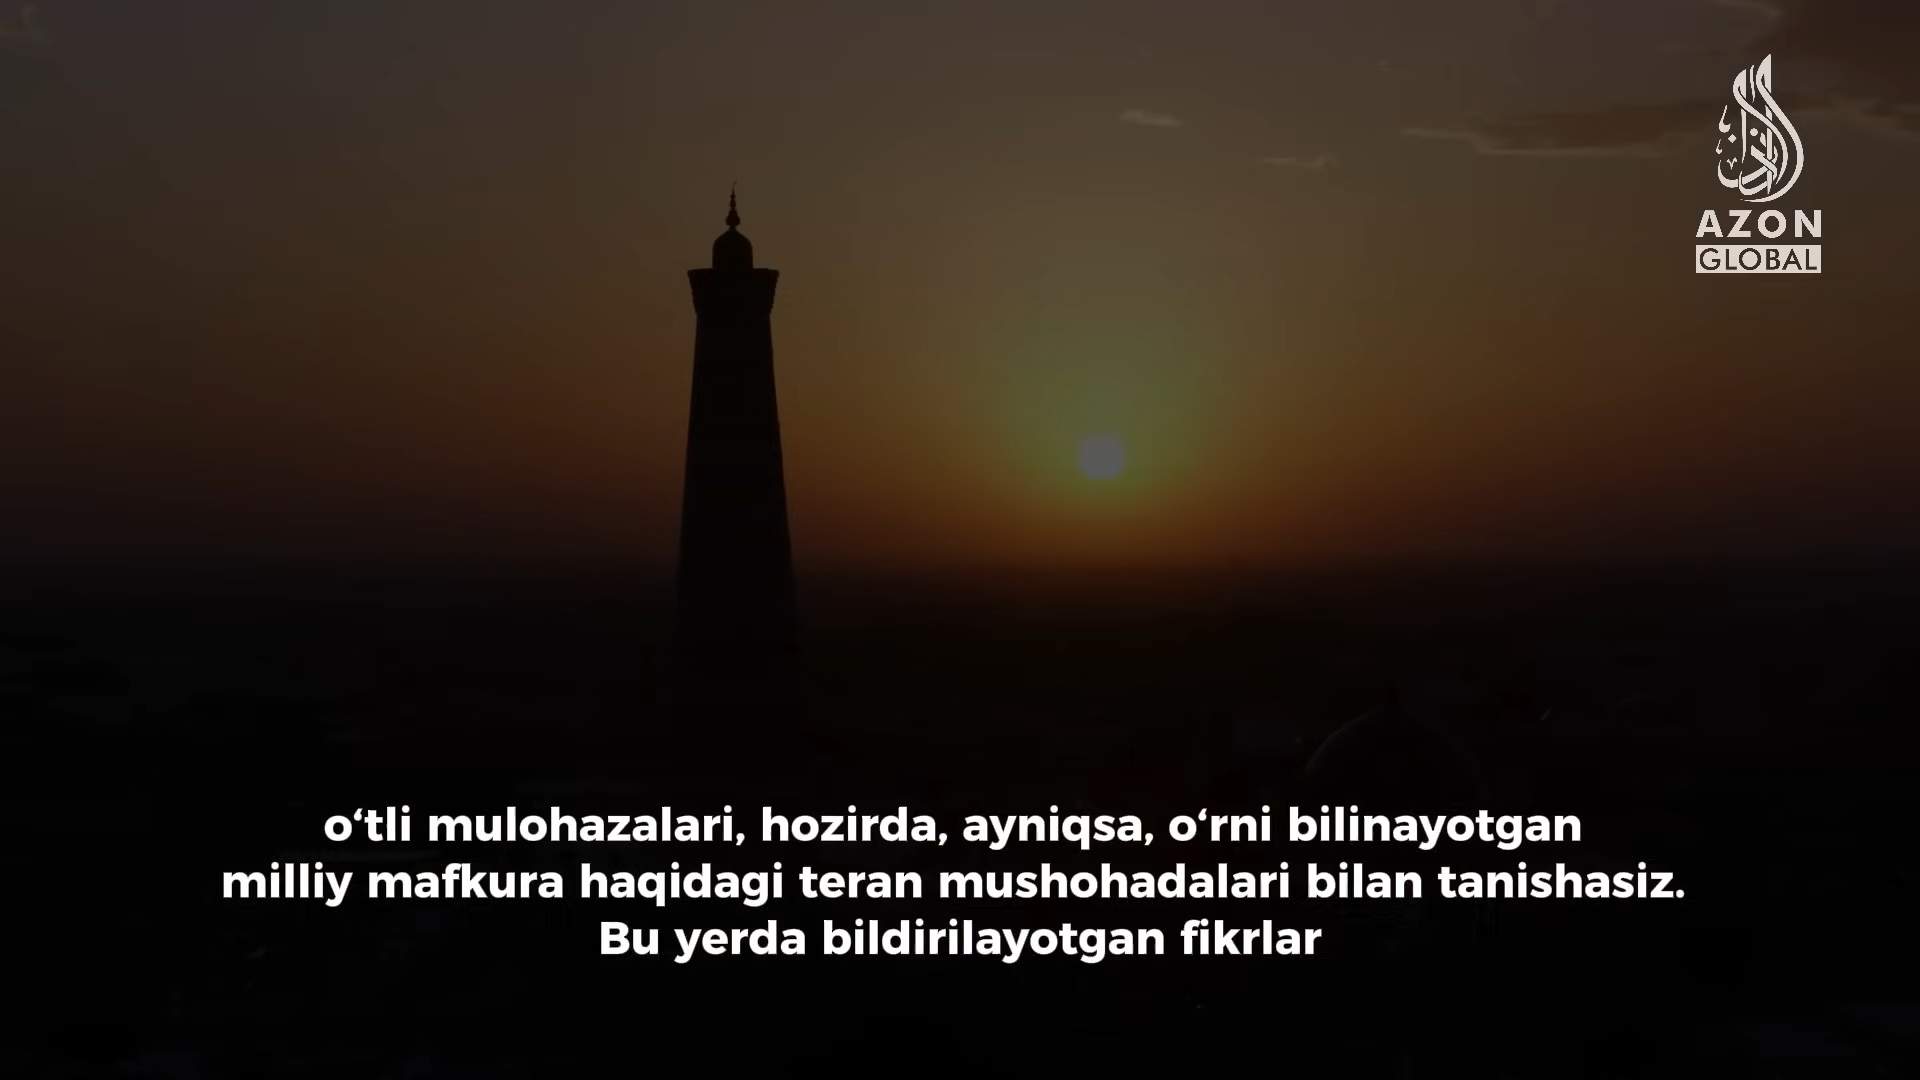 AZON
GLOBAL
o‘tli mulohazalari, hozirda, ayniqsa, o‘rni bilinayotgan
milliy mafkura haqidagi teran mushohadalari bilan tanishasiz.
Bu yerda bildirilayotgan fikrlar